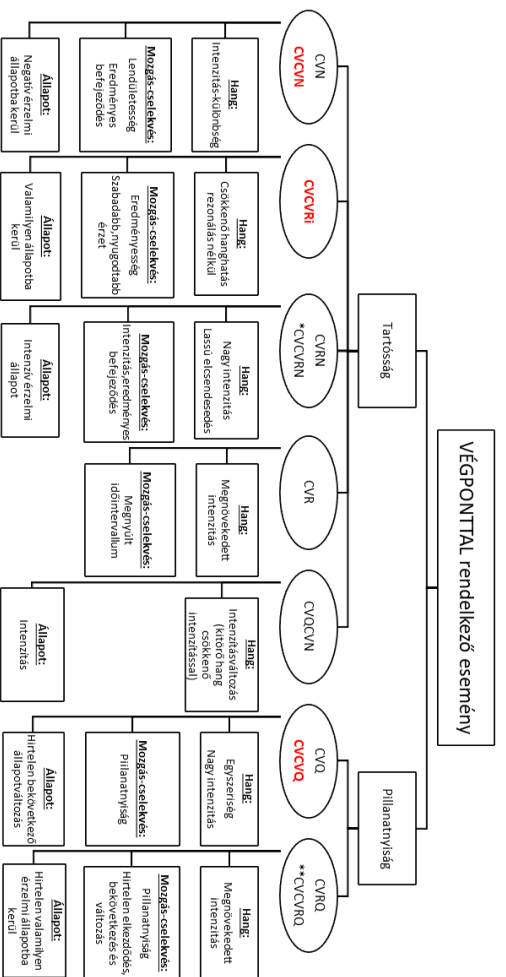 VÉGPONTTAL rendelkező esemény
Tartósság
Pillanatnyiság
CVN
CVCVN
Hang:
Intenzitás-különbség
Mozgás-cselekvés:
Lendületesség
Eredményes
befejeződés
Állapot:
Negatív érzelmi
állapotba kerül
CVCVRi
Hang:
Csökkenő hanghatás
rezonálás nélkül
Mozgás-cselekvés:
Eredményesség
Szabadabb,nyugodtabb
érzet
Állapot:
Valamilyen állapotba
kerül
CVRN
*CVCVRN
Hang:
Nagy intenzitás
Lassú elcsendesedés
Mozgás-cselekvés:
Intenzitás,eredményes
befejeződés
Állapot:
Intenzív érzelmi
állapot
CVR
Hang:
Megnövekedett
intenzitás
Mozgás-cselekvés:
Megnyúlt
időintervallum
CVQCVN
Hang:
Intenzitásváltozás
(kitörő hang
csökkenő
intenzitással)
Állapot:
Intenzitás
CVQ
CVCVQ
Hang:
Egyszeriség
Nagy intenzitás
Mozgás-cselekvés:
Pillanatnyiság
Állapot:
Hirtelen bekövetkező
állapotváltozás
CVRQ
**CVCVRQ
Hang:
Megnövekedett
intenzitás
Mozgás-cselekvés:
Pillanatnyiság
Hirtelen elkezdődés,
bekövetkezés és
változás
Állapot:
Hirtelen valamilyen
érzelmi állapotba
kerül